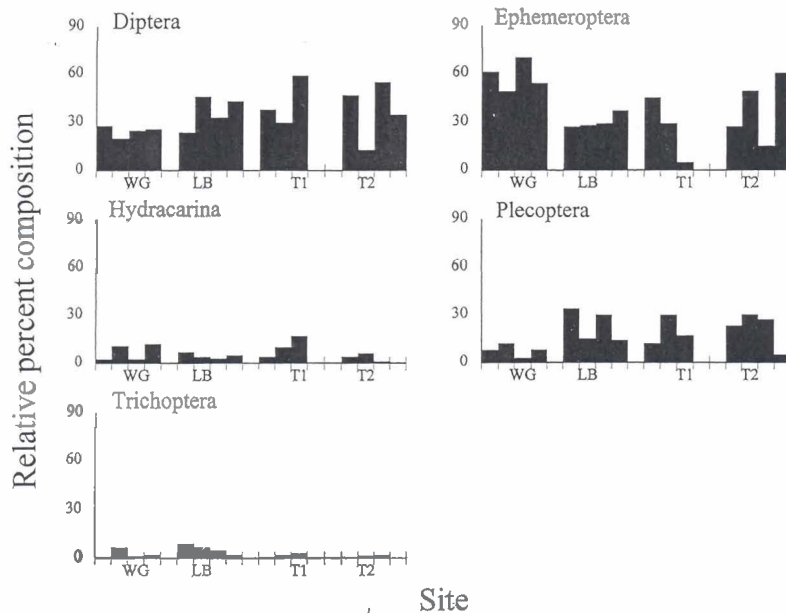 Relative percent composition
Diptera
90
60
30
0
WG LB T1 T2
Ephemeroptera
90
60
30
0
WG LB T1 T2
Hydracarina
90
60
30
0
WG LB T1 T2
Plecoptera
90
60
30
0
WG LB T1 T2
Trichoptera
90
60
30
0
WG LB T1 T2
Site